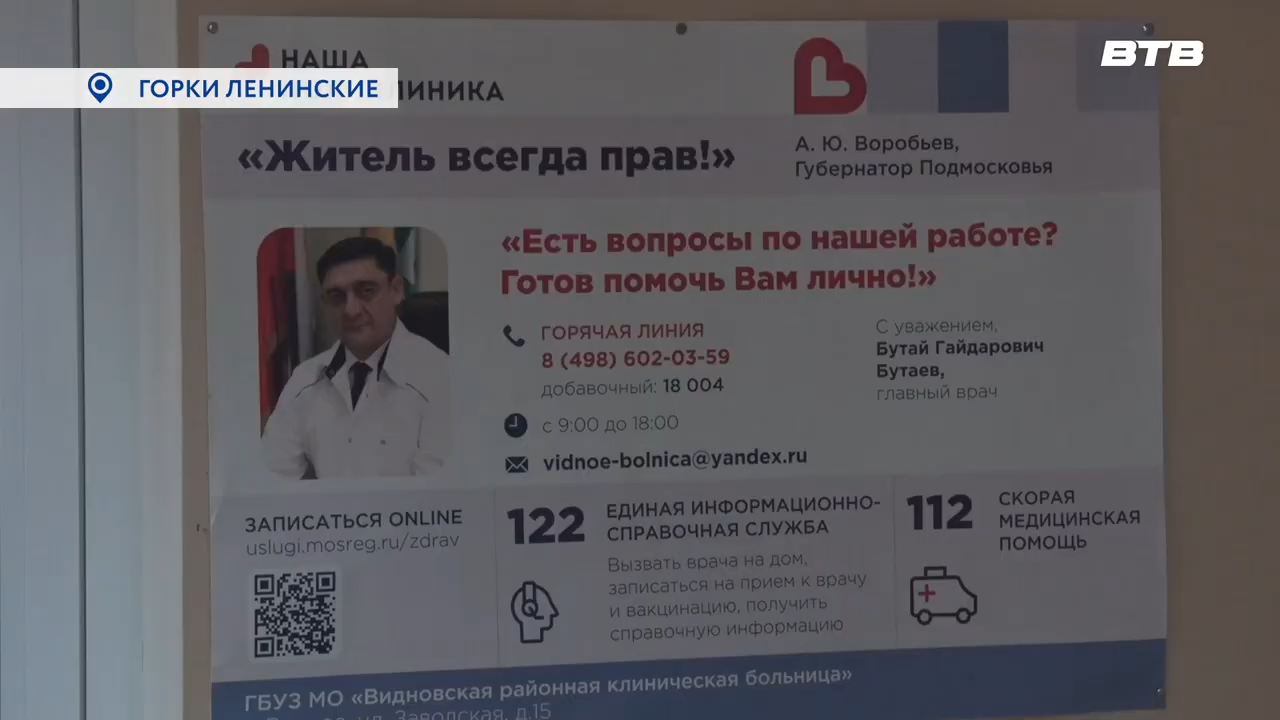 ВТВ
ГОРКИ ЛЕНИНСКИЕ
НАША
ЛИНИКА
«Житель всегда прав!»
А. Ю. Воробьев,
Губернатор Подмосковья
«Есть вопросы по нашей работе?
Готов помочь Вам лично!»
ГОРЯЧАЯ ЛИНИЯ
8 (498) 602-03-59
добавочный: 18 004
с 9:00 до 18:00
vidnoe-bolnica@yandex.ru
С уважением,
Бутай Гайдарович
Бутаев,
главный врач
ЗАПИСАТЬСЯ ONLINE
uslugi.mosreg.ru/zdrav
122
ЕДИНАЯ ИНФОРМАЦИОННО-
СПРАВОЧНАЯ СЛУЖБА
Вызвать врача на дом,
записаться на прием к врачу
и вакцинацию, получить
справочную информацию
112
СКОРАЯ
МЕДИЦИНСКАЯ
ПОМОЩЬ
ГБУЗ МО «Видновская районная клиническая больница»
ул. Заводская, д.15